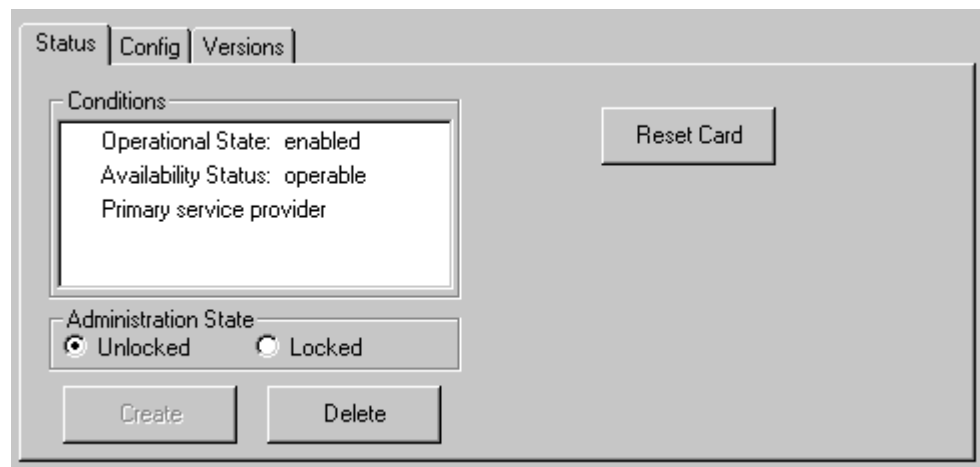 Status Config Versions
Conditions
Operational State: enabled
Availability Status: operable
Primary service provider
Reset Card
Administration State
Unlocked Locked
Create Delete